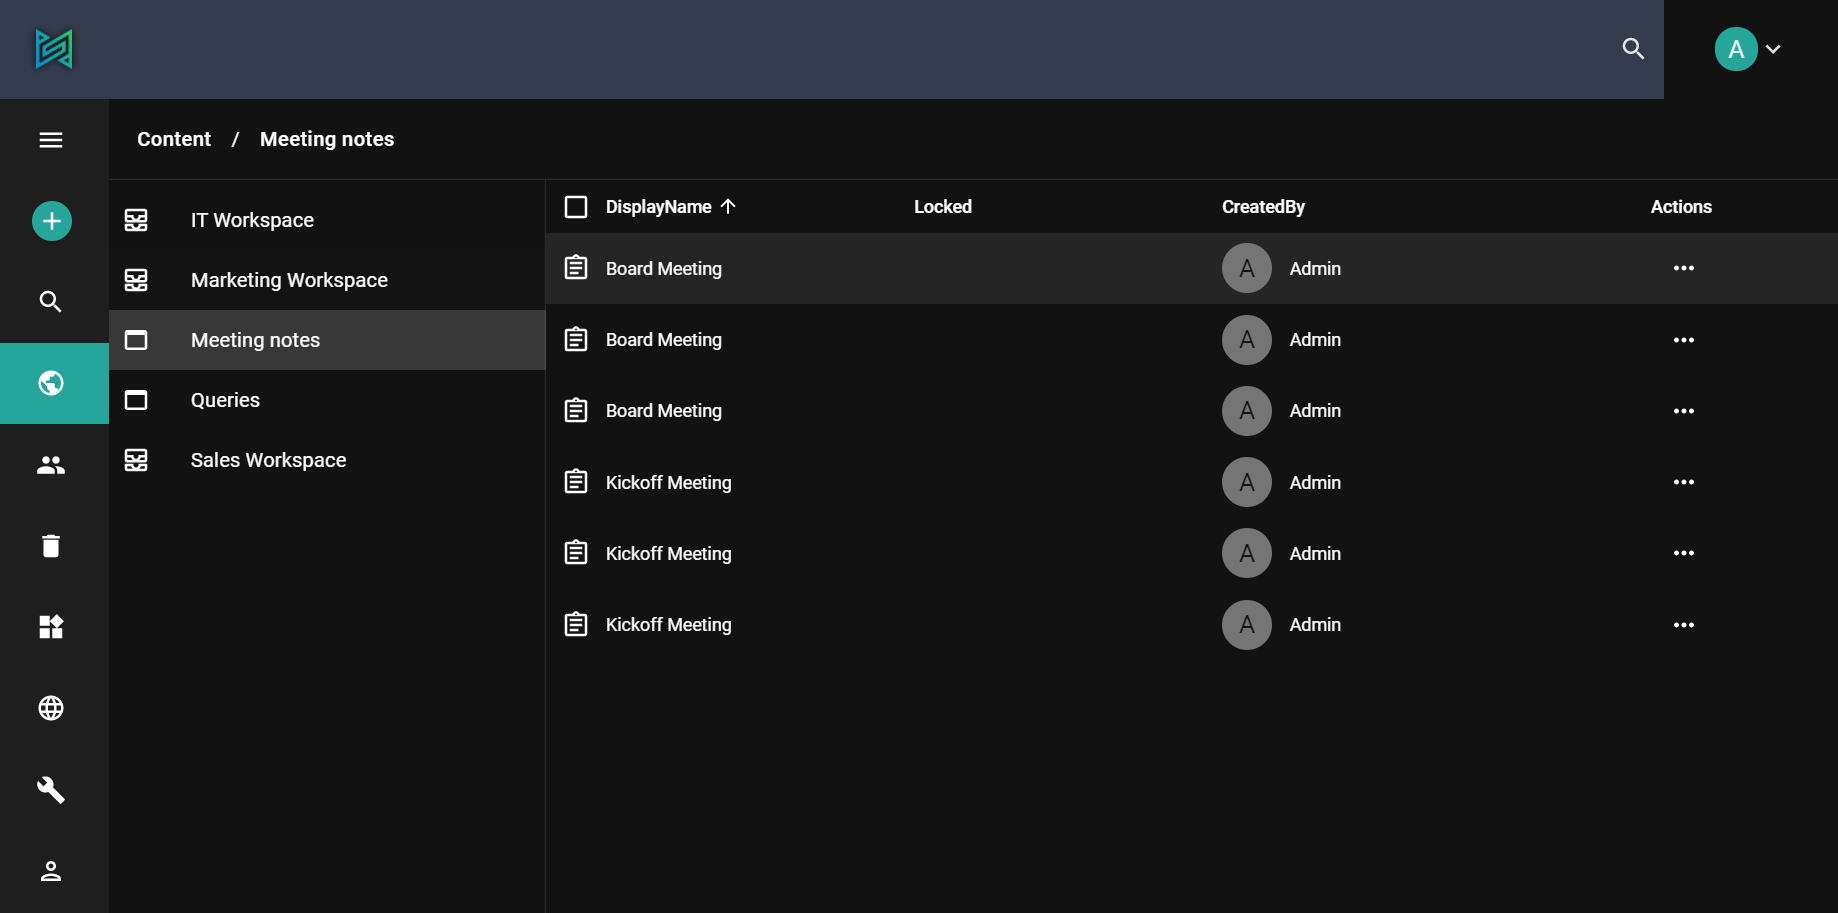 A
Content / Meeting notes
IT Workspace
Marketing Workspace
Meeting notes
Queries
Sales Workspace
DisplayName Locked CreatedBy Actions
Board Meeting A Admin
Board Meeting A Admin
Board Meeting A Admin
Kickoff Meeting A Admin
Kickoff Meeting A Admin
Kickoff Meeting A Admin